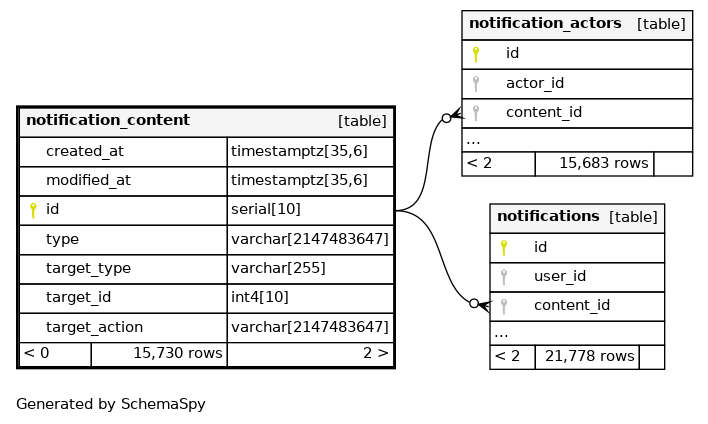 notification_actors [table]
id
actor_id
content_id
...
< 2 15,683 rows
notification_content [table]
created_at timestamptz[35,6]
modified_at timestamptz[35,6]
id serial[10]
type varchar[2147483647]
target_type varchar[255]
target_id int4[10]
target_action varchar[2147483647]
< 0 15,730 rows 2 >
notifications [table]
id
user_id
content_id
...
< 2 21,778 rows
Generated by SchemaSpy